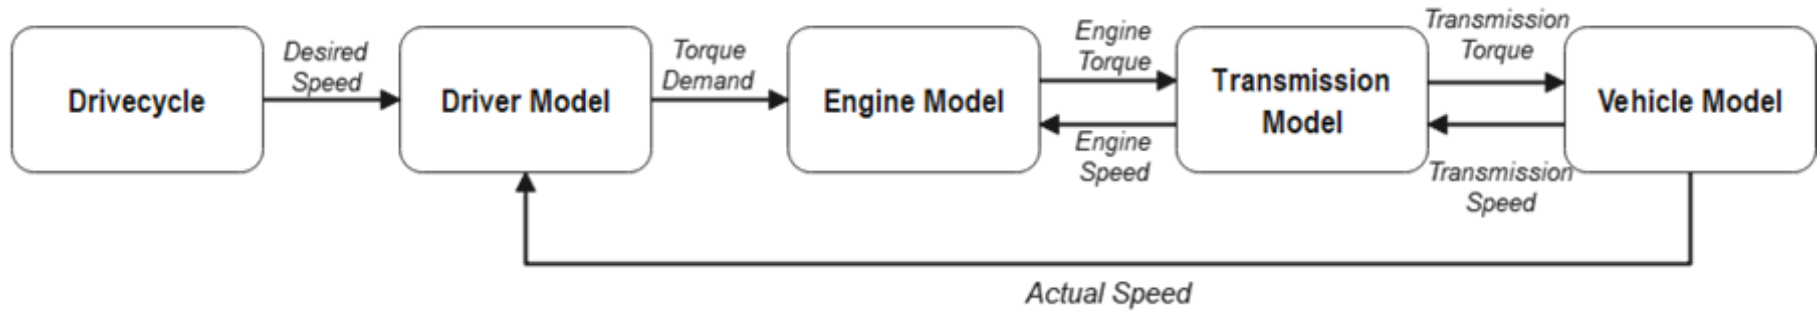 Drivecycle
Desired
Speed
Driver Model
Torque
Demand
Engine Model
Engine
Torque
Engine
Speed
Transmission
Model
Transmission
Torque
Transmission
Speed
Vehicle Model
Actual Speed